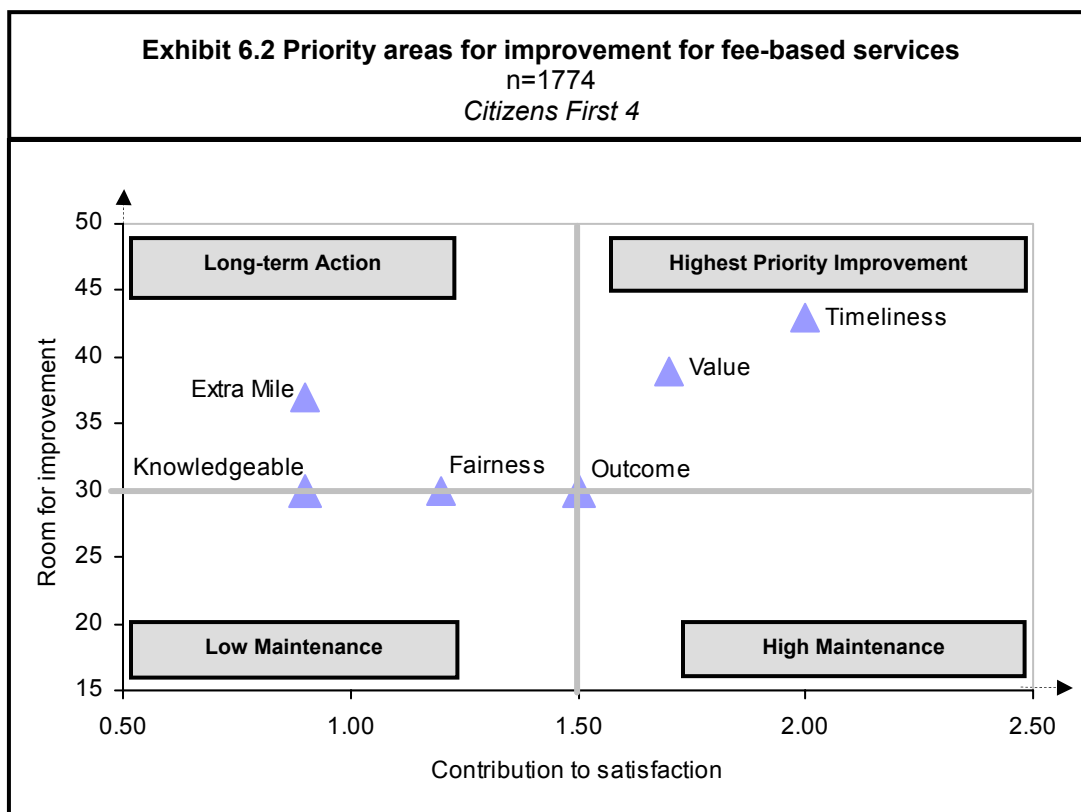 Exhibit 6.2 Priority areas for improvement for fee-based services
n=1774
Citizens First 4
50
Long-term Action
Highest Priority Improvement
45
Timeliness
40
Value
Extra Mile
35
Knowledgeable
Fairness
Outcome
30
25
20
Low Maintenance
High Maintenance
15
Room for improvement
0.50 1.00 1.50 2.00 2.50
Contribution to satisfaction